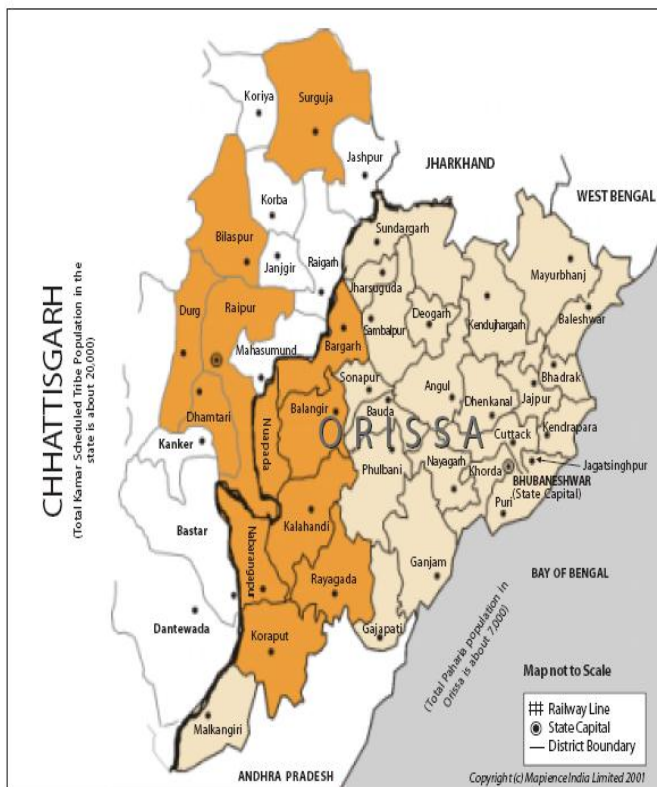 CHHATTISGARH
(Total Kamar Scheduled Tribe Population in the
state is about 20,000)
Koriya
Surguja
Jashpur
JHARKHAND
WEST BENGAL
Korba
Sundargarh
Bilaspur
Janjgir
Raigarh
Mayurbhanj
Jharsuguda
Durg
Raipur
Deogarh
Kendujhargarh
Baleshwar
Sambalpur
Bargarh
Mahasumund
Bhadrak
Sonapur
Angul
Dhamtari
Balangir
Bauda
Dhenkanal
Jajpur
Nuapada
ORISSA
Kendrapara
Kanker
Cuttack
Phulbani
Nayagarh
Khorda
Jagatsinghpur
BHUBANESHWAR
(State Capital)
Puri
Bastar
Kalahandi
Nabarangapur
Ganjam
BAY OF BENGAL
Rayagada
Dantewada
Koraput
Gajapati
(Total Paharia population in
Orissa is about 7,000)
Map not to Scale
Malkangiri
Railway Line
State Capital
District Boundary
ANDHRA PRADESH
Copyright (c) Mapience India Limited 2001